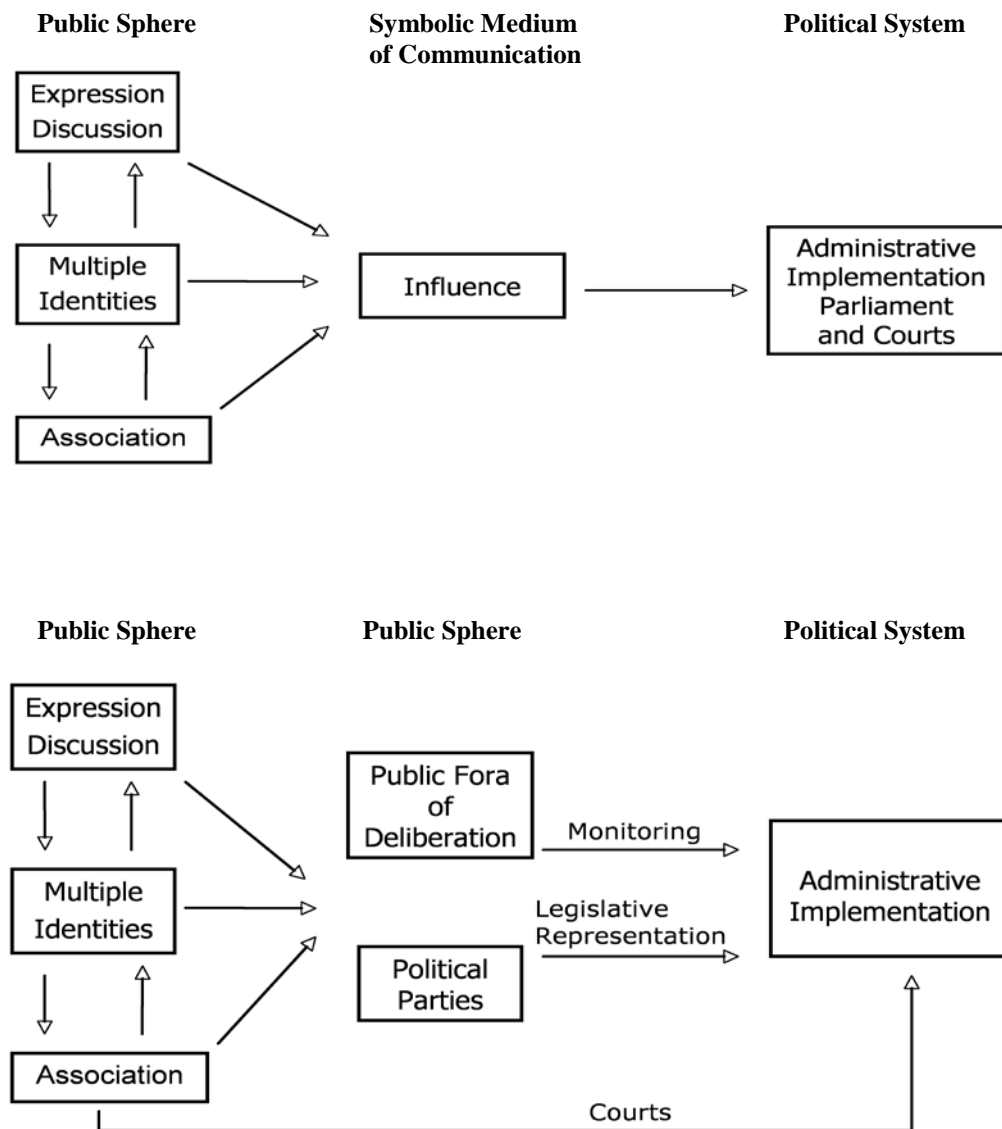 Public Sphere
Symbolic Medium
of Communication
Political System
Expression
Discussion
Multiple
Identities
Association
Influence
Administrative
Implementation
Parliament
and Courts
Public Sphere
Public Sphere
Political System
Expression
Discussion
Multiple
Identities
Association
Public Fora
of
Deliberation
Political
Parties
Monitoring
Legislative
Representation
Administrative
Implementation
Courts